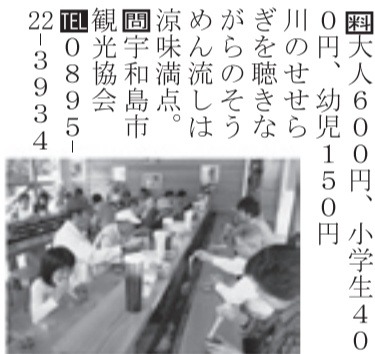 料大人600円、小学生40
0円、幼児150円
川のせせら
ぎを聴きな
がらのそう
めん流しは
涼味満点。
問宇和島市
観光協会
TEL0895-
22-3934